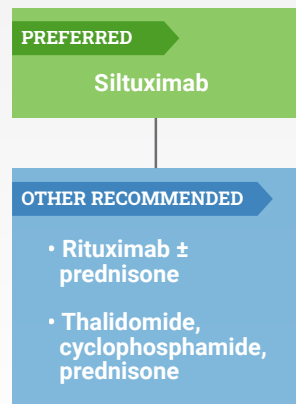 PREFERRED
Siltuximab
OTHER RECOMMENDED
• Rituximab ±
prednisone
• Thalidomide,
cyclophosphamide,
prednisone